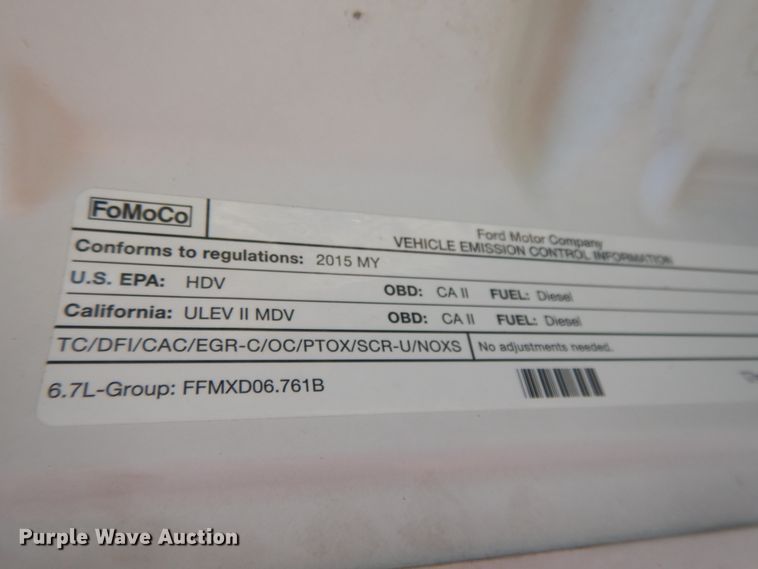 FoMoCo
Ford Motor Company
VEHICLE EMISSION CONTROL INFORMATION
Conforms to regulations: 2015 MY
U.S. EPA: HDV OBD: CA II FUEL: Diesel
California: ULEV II MDV OBD: CA II FUEL: Diesel
TC/DFI/CAC/EGR-C/OC/PTOX/SCR-U/NOXS No adjustments needed.
6.7L-Group: FFMXD06.761B
Purple Wave Auction